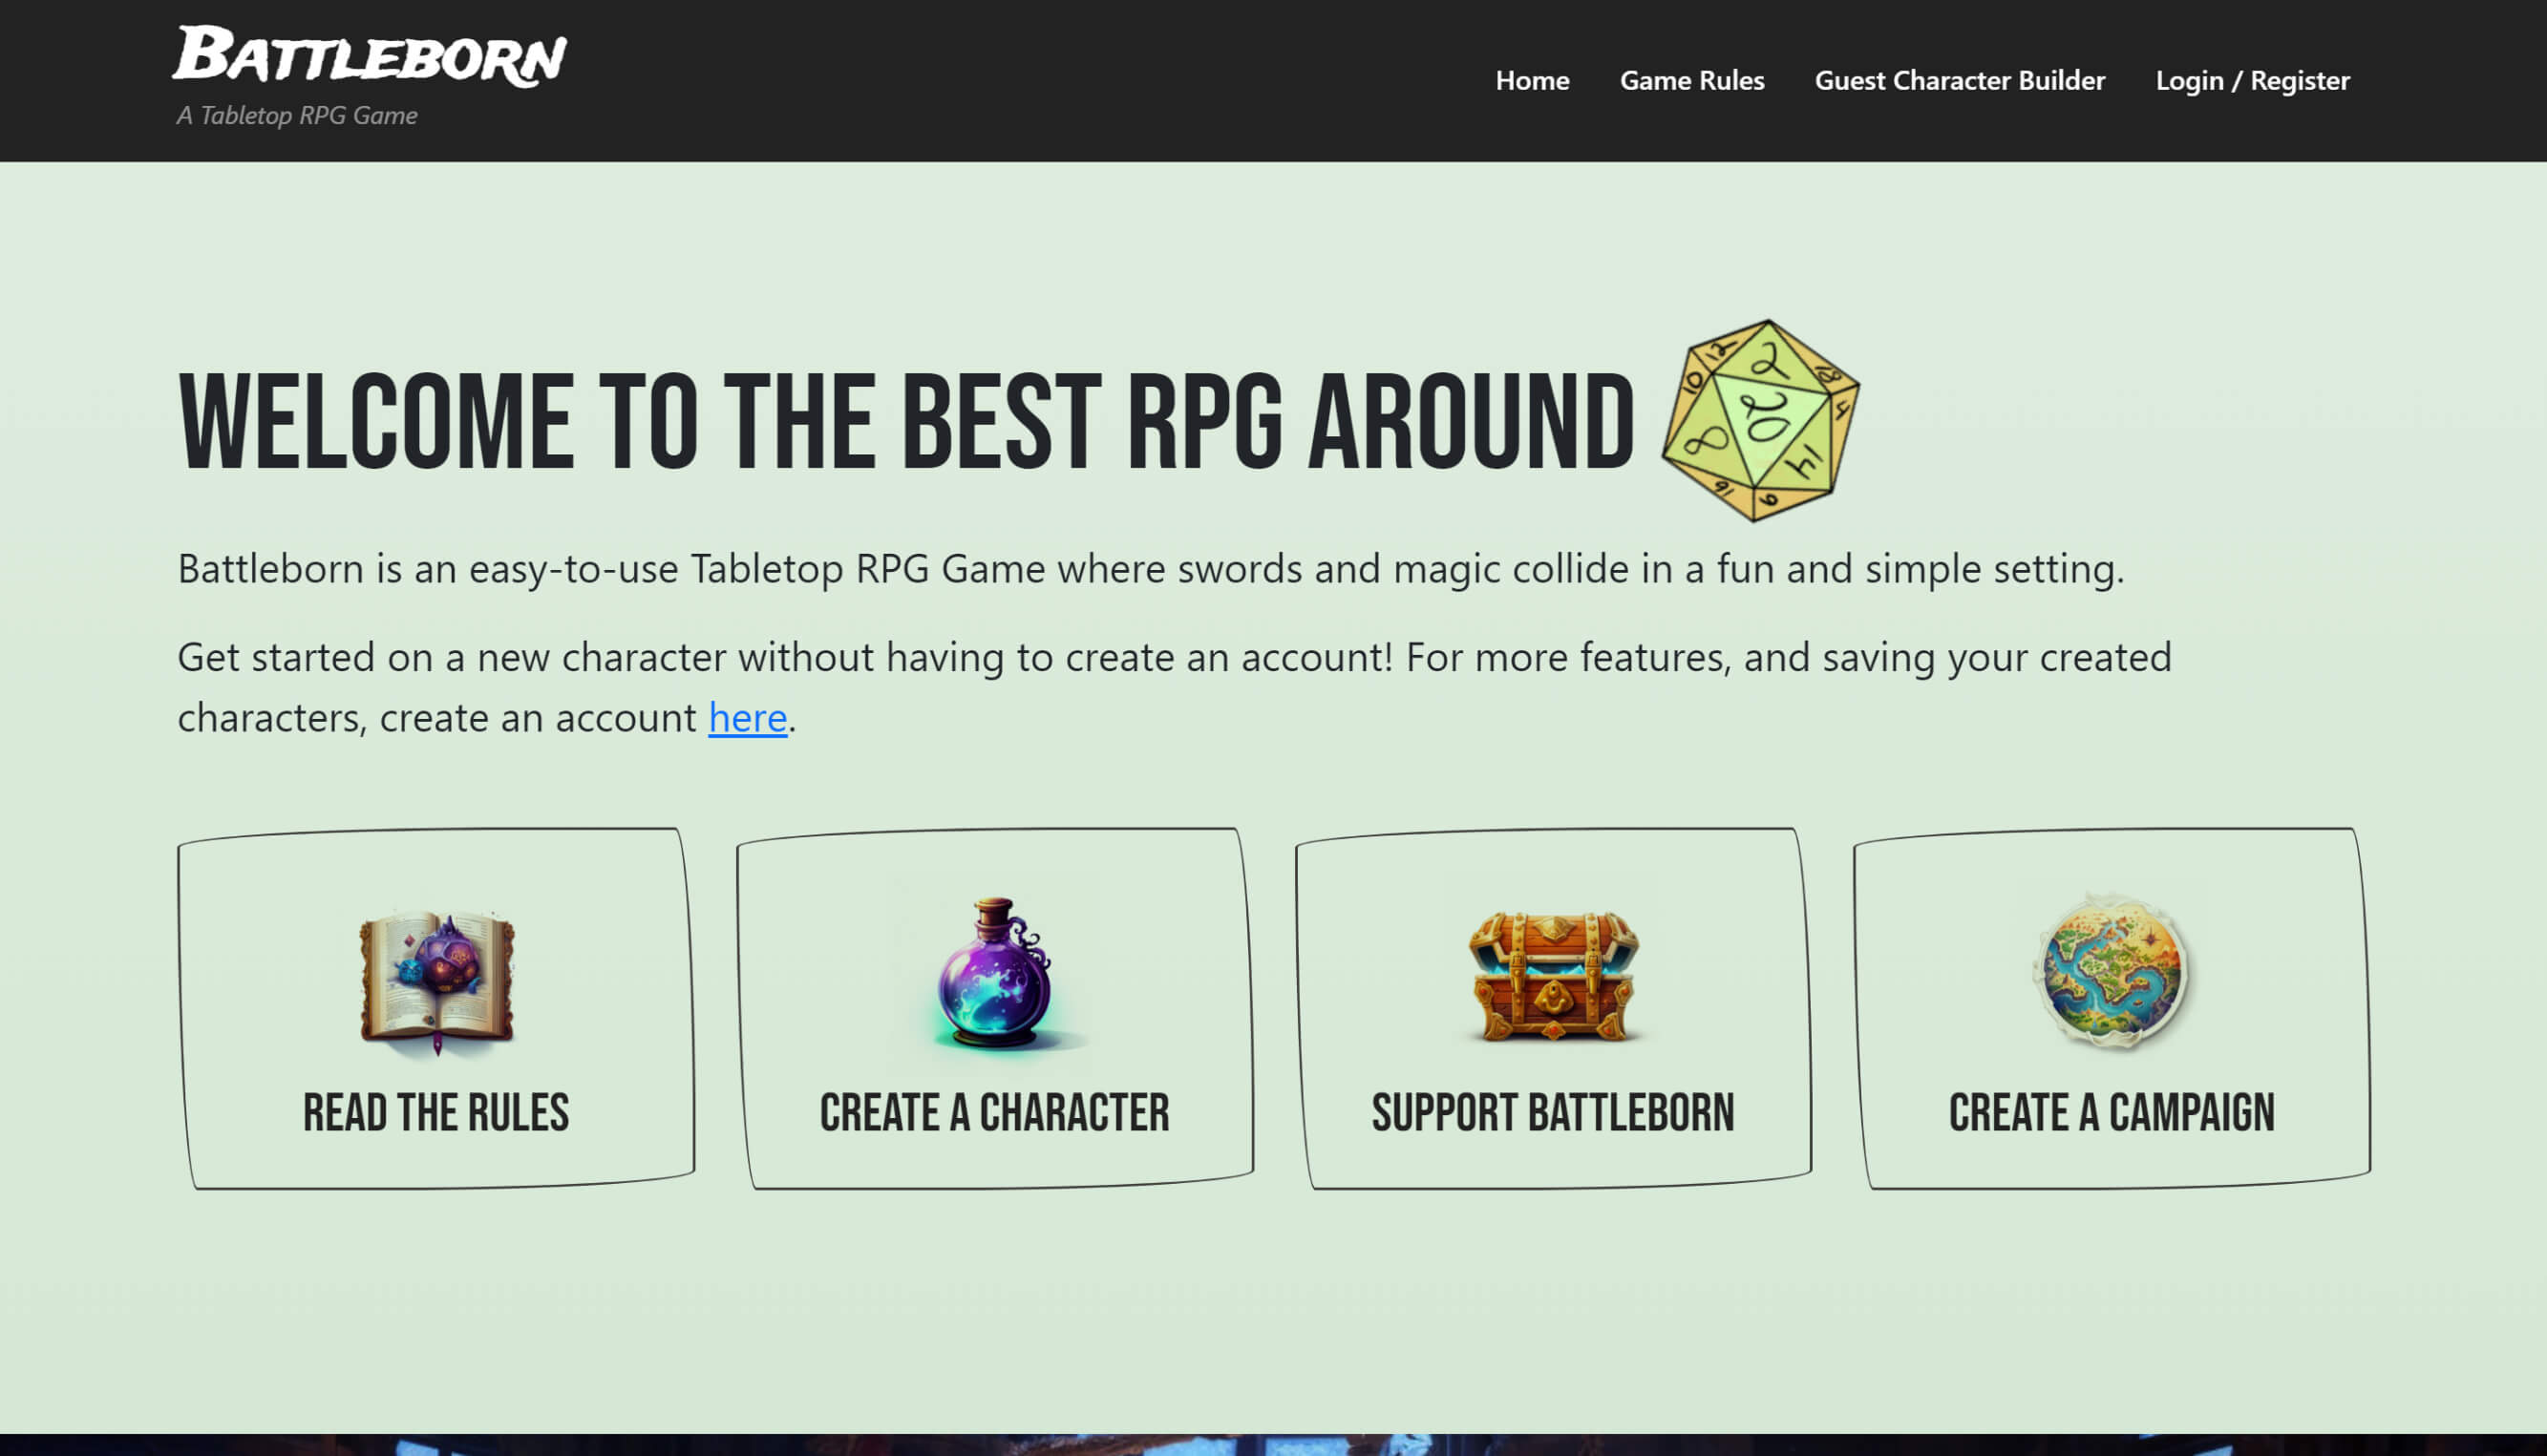 BATTLEBORN
A Tabletop RPG Game
Home Game Rules Guest Character Builder Login / Register
WELCOME TO THE BEST RPG AROUND
12 2 18
10 20 4
8 14
16 6
Battleborn is an easy-to-use Tabletop RPG Game where swords and magic collide in a fun and simple setting.
Get started on a new character without having to create an account! For more features, and saving your created
characters, create an account here.
READ THE RULES
CREATE A CHARACTER
SUPPORT BATTLEBORN
CREATE A CAMPAIGN